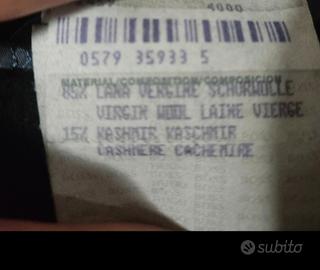 4000
0579 35933 5
MATERIAL/COMPOSITION/COMPOSICION
85% LANA VERGINE SCHURWOLLE
VIRGIN WOOL LAINE VIERGE
15% KASHMIR KASCHMIR
CASHMERE CACHEMIRE
subito